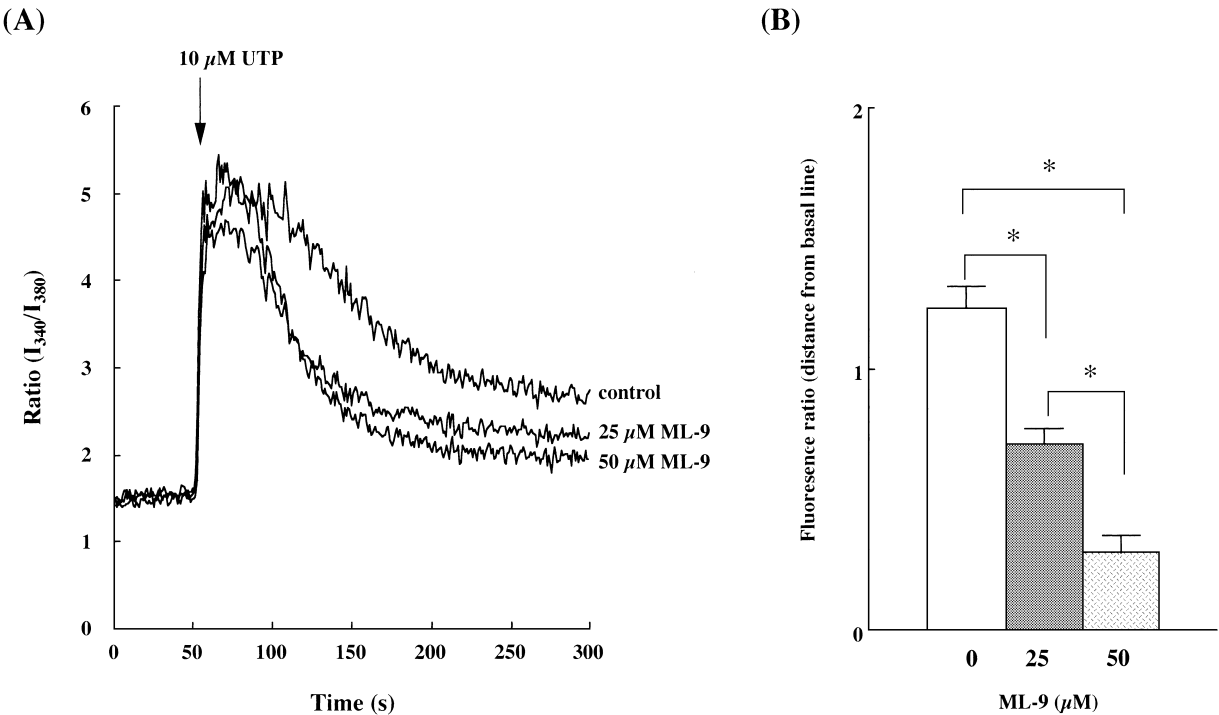 (A)
10 µM UTP
6
5
4
3
2
1
0
Ratio (I340/I380)
control
25 µM ML-9
50 µM ML-9
0
50
100
150
200
250
300
Time (s)
(B)
2
1
0
Fluoresence ratio (distance from basal line)
*
*
*
0
25
50
ML-9 (µM)